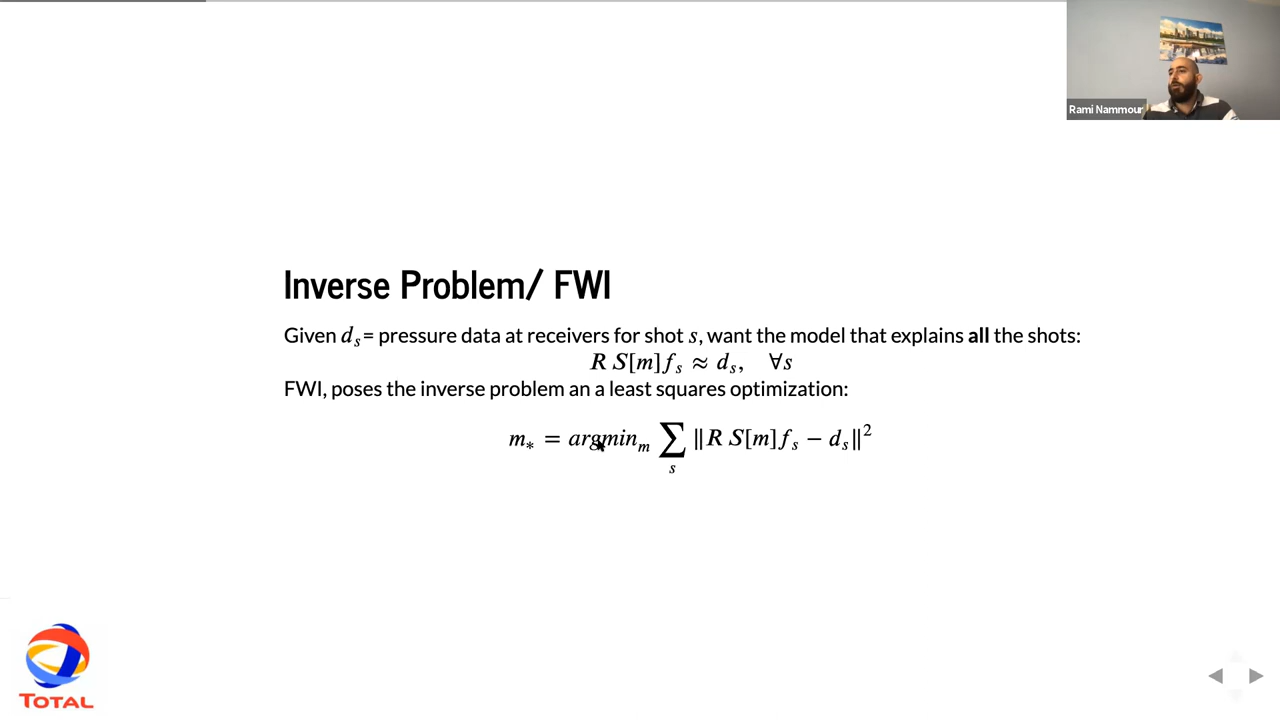 Rami Nammour
Inverse Problem/ FWI
Given d_s = pressure data at receivers for shot s, want the model that explains all the shots:
R S[m]f_s ≈ d_s, ∀s
FWI, poses the inverse problem an a least squares optimization:
m_* = argmin_m ∑_s ‖R S[m]f_s − d_s‖²
TOTAL